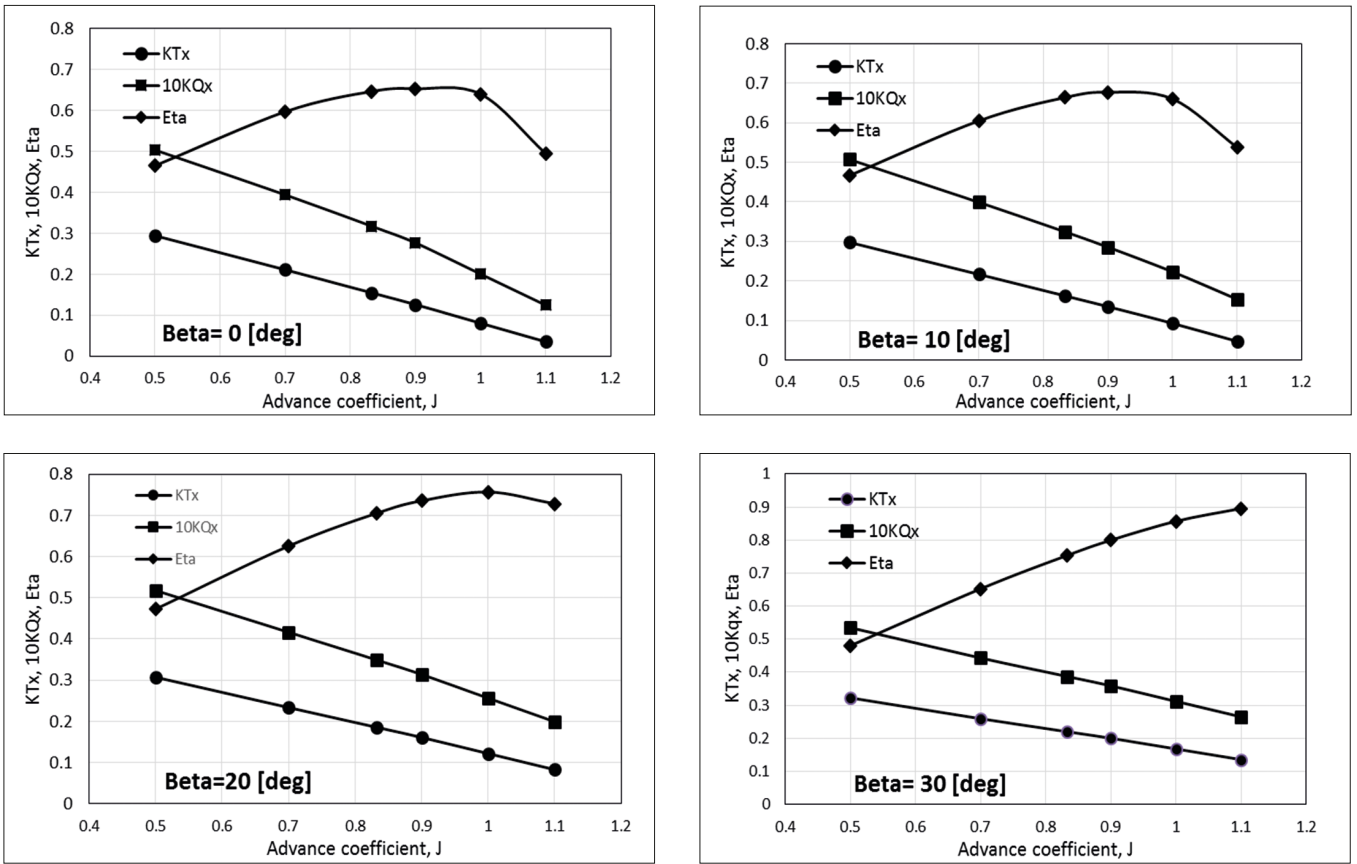 KTx, 10KQx, Eta
0.8
0.7
0.6
0.5
0.4
0.3
0.2
0.1
0
KTx
10KQx
Eta
Beta= 0 [deg]
0.4 0.5 0.6 0.7 0.8 0.9 1 1.1 1.2
Advance coefficient, J
KTx, 10KQx, Eta
0.8
0.7
0.6
0.5
0.4
0.3
0.2
0.1
0
KTx
10KQx
Eta
Beta= 10 [deg]
0.4 0.5 0.6 0.7 0.8 0.9 1 1.1 1.2
Advance coefficient, J
KTx, 10KQx, Eta
0.8
0.7
0.6
0.5
0.4
0.3
0.2
0.1
0
KTx
10KQx
Eta
Beta=20 [deg]
0.4 0.5 0.6 0.7 0.8 0.9 1 1.1 1.2
Advance coefficient, J
KTx, 10Kqx, Eta
1
0.9
0.8
0.7
0.6
0.5
0.4
0.3
0.2
0.1
0
KTx
10KQx
Eta
Beta= 30 [deg]
0.4 0.5 0.6 0.7 0.8 0.9 1 1.1 1.2
Advance coefficient, J